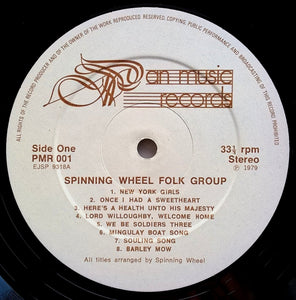 ALL RIGHTS OF THE RECORD PRODUCER AND OF THE OWNER OF THE WORK REPRODUCED RESERVED. COPYING PUBLIC PERFORMANCE AND BROADCASTING OF THIS RECORD PROHIBITED
Pan music
records
Side One
PMR 001
EJSP 9318A
33⅓ rpm
Stereo
Ⓟ 1979
SPINNING WHEEL FOLK GROUP
1. NEW YORK GIRLS
2. ONCE I HAD A SWEETHEART
3. HERE'S A HEALTH UNTO HIS MAJESTY
4. LORD WILLOUGHBY, WELCOME HOME
5. WE BE SOLDIERS THREE
6. MINGULAY BOAT SONG
7. SOULING SONG
8. BARLEY MOW
All titles arranged by Spinning Wheel